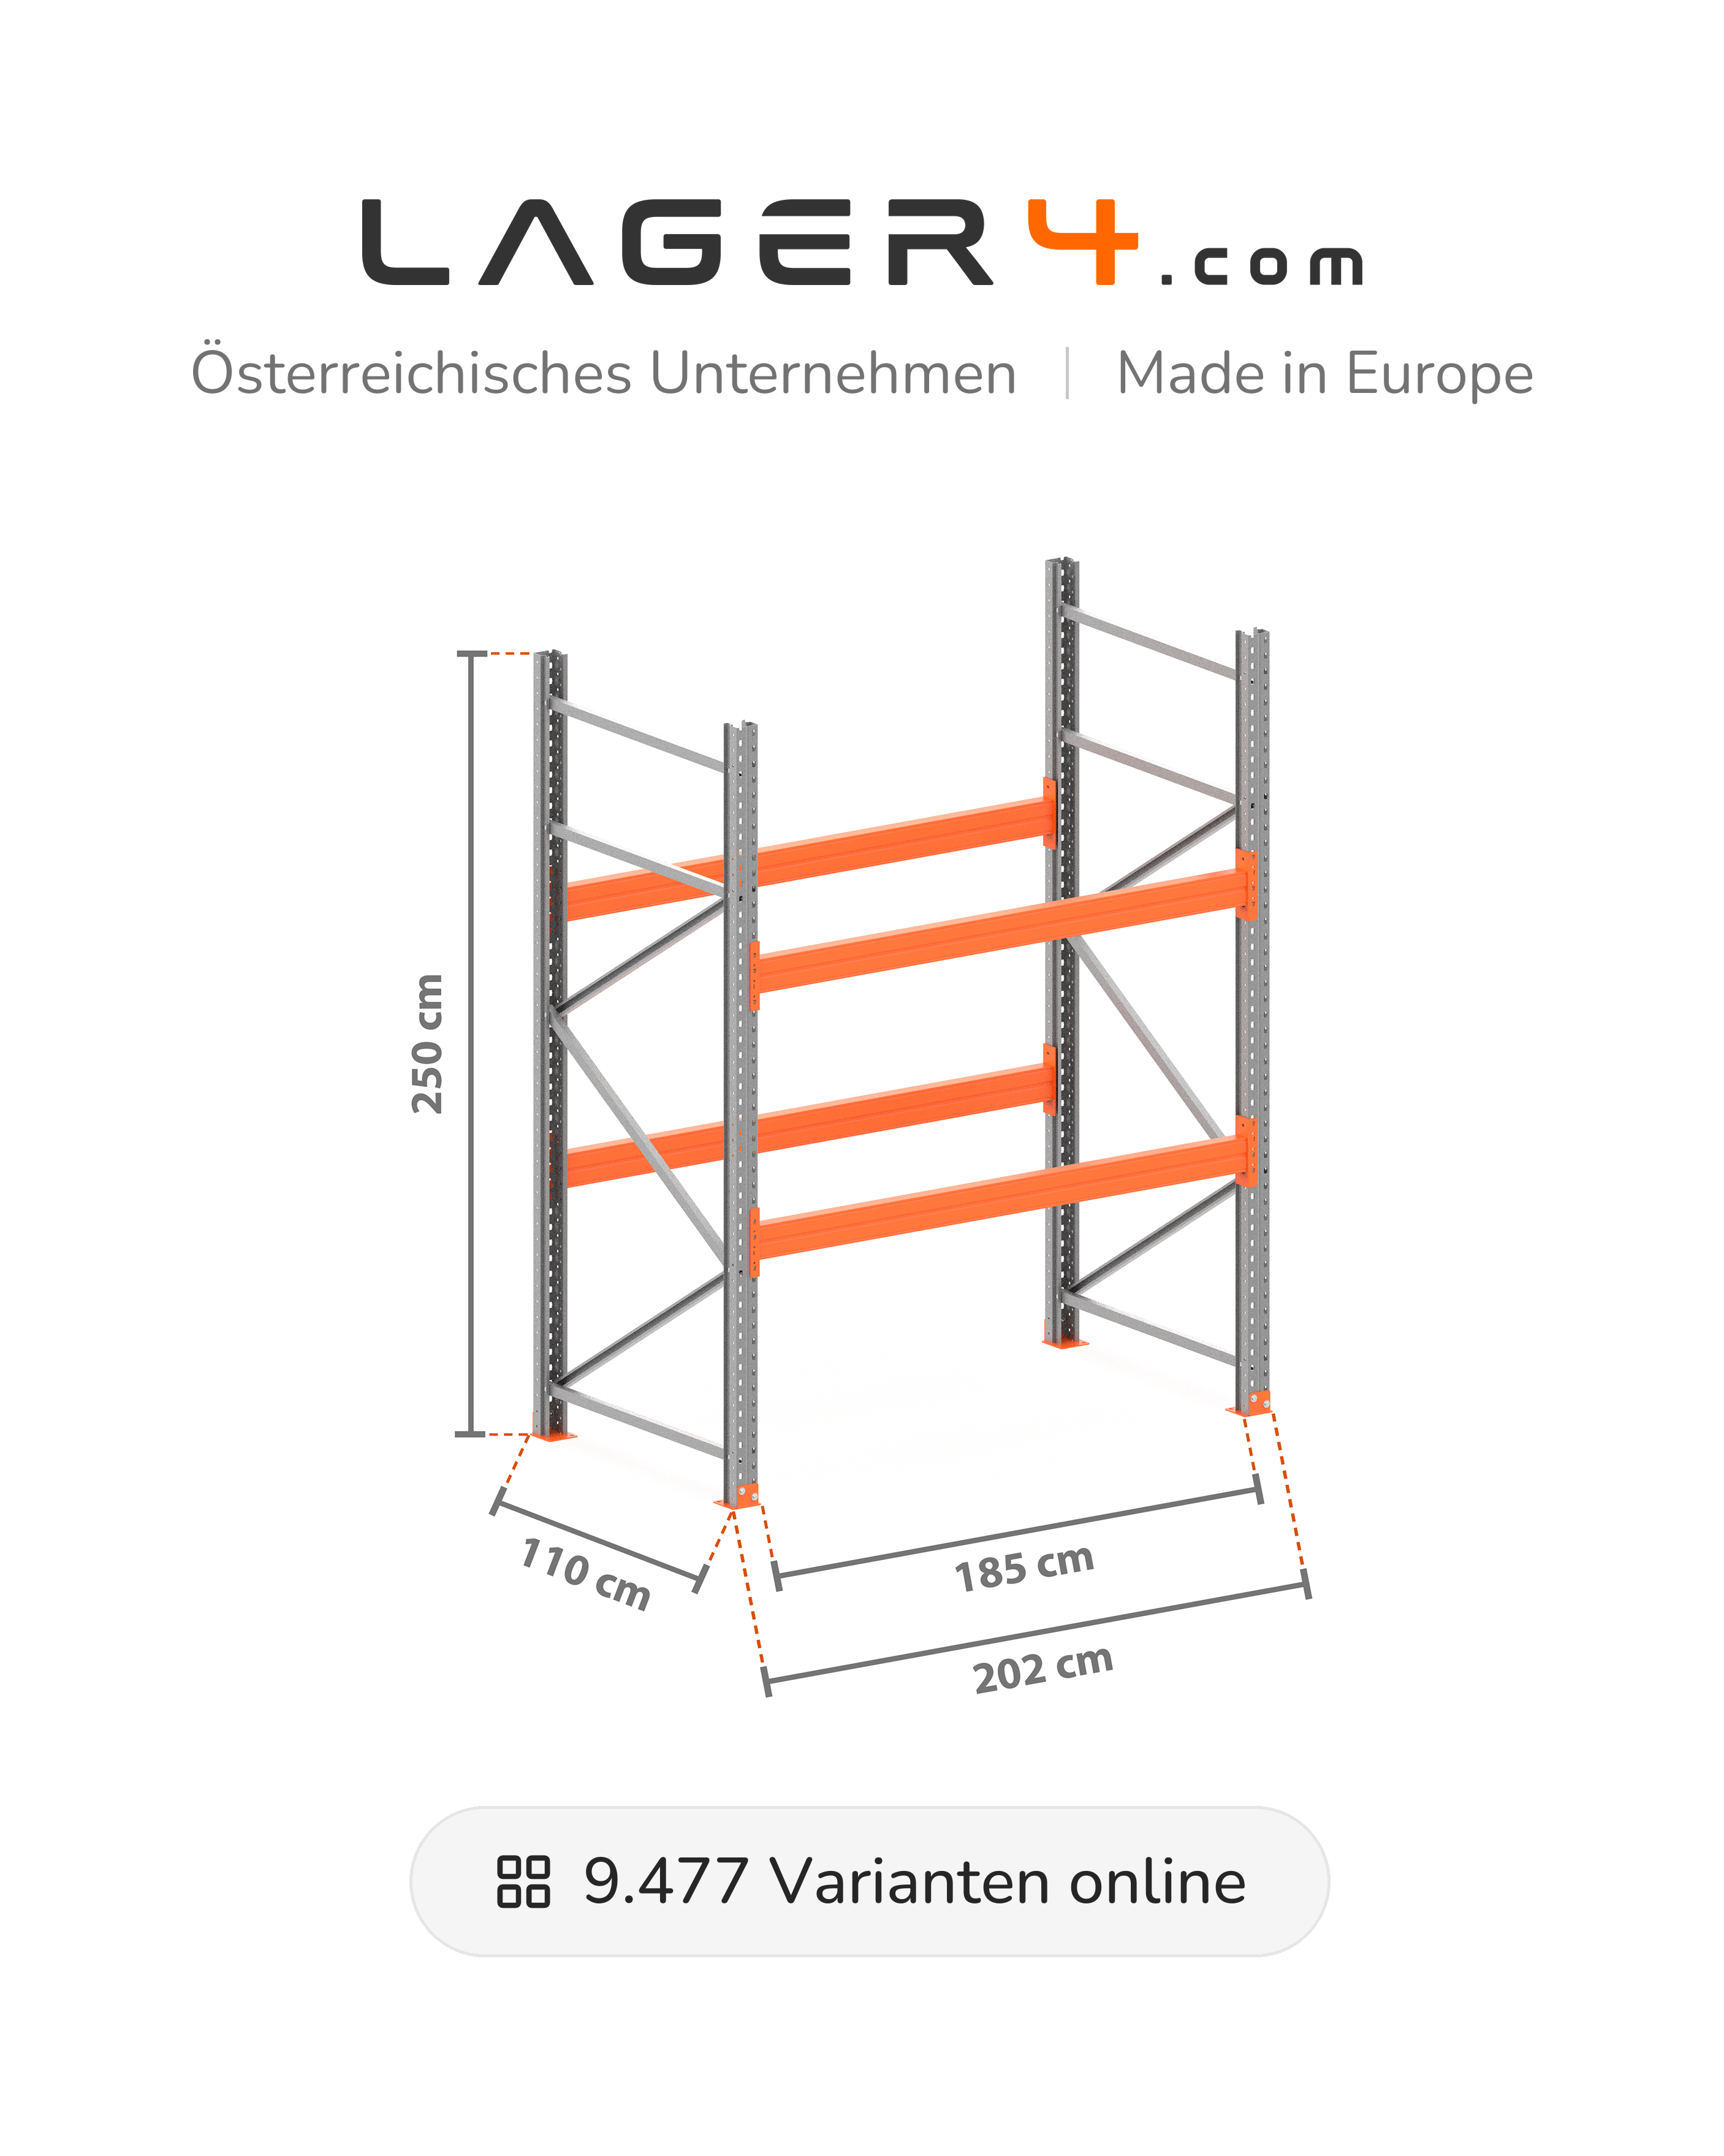 LAGER4.com
Österreichisches Unternehmen | Made in Europe
250 cm
110 cm
185 cm
202 cm
9.477 Varianten online